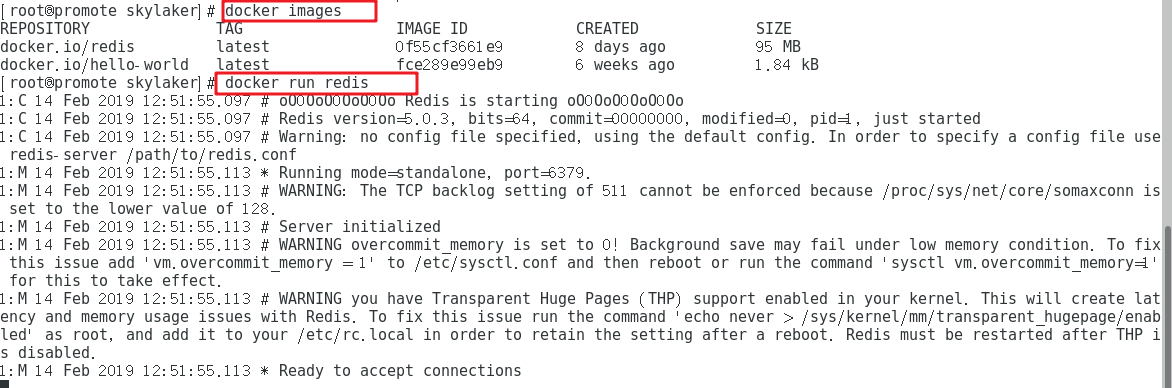 [root@promote skylaker]# docker images
REPOSITORY TAG IMAGE ID CREATED SIZE
docker.io/redis latest 0f55cf3661e9 8 days ago 95 MB
docker.io/hello-world latest fce289e99eb9 6 weeks ago 1.84 kB
[root@promote skylaker]# docker run redis
1:C 14 Feb 2019 12:51:55.097 # oO0OoO0OoO0Oo Redis is starting oO0OoO0OoO0Oo
1:C 14 Feb 2019 12:51:55.097 # Redis version=5.0.3, bits=64, commit=00000000, modified=0, pid=1, just started
1:C 14 Feb 2019 12:51:55.097 # Warning: no config file specified, using the default config. In order to specify a config file use
redis-server /path/to/redis.conf
1:M 14 Feb 2019 12:51:55.113 * Running mode=standalone, port=6379.
1:M 14 Feb 2019 12:51:55.113 # WARNING: The TCP backlog setting of 511 cannot be enforced because /proc/sys/net/core/somaxconn is
set to the lower value of 128.
1:M 14 Feb 2019 12:51:55.113 # Server initialized
1:M 14 Feb 2019 12:51:55.113 # WARNING overcommit_memory is set to 0! Background save may fail under low memory condition. To fix
this issue add 'vm.overcommit_memory = 1' to /etc/sysctl.conf and then reboot or run the command 'sysctl vm.overcommit_memory=1'
for this to take effect.
1:M 14 Feb 2019 12:51:55.113 # WARNING you have Transparent Huge Pages (THP) support enabled in your kernel. This will create lat
ency and memory usage issues with Redis. To fix this issue run the command 'echo never > /sys/kernel/mm/transparent_hugepage/enab
led' as root, and add it to your /etc/rc.local in order to retain the setting after a reboot. Redis must be restarted after THP i
s disabled.
1:M 14 Feb 2019 12:51:55.113 * Ready to accept connections